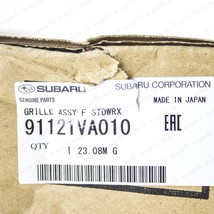 SUBARU
SUBARU CORPORATION
GENUINE PARTS
MADE IN JAPAN
GRILLE ASSY F STDWRX
91121VA010
EAC
QTY
1 23.08M G